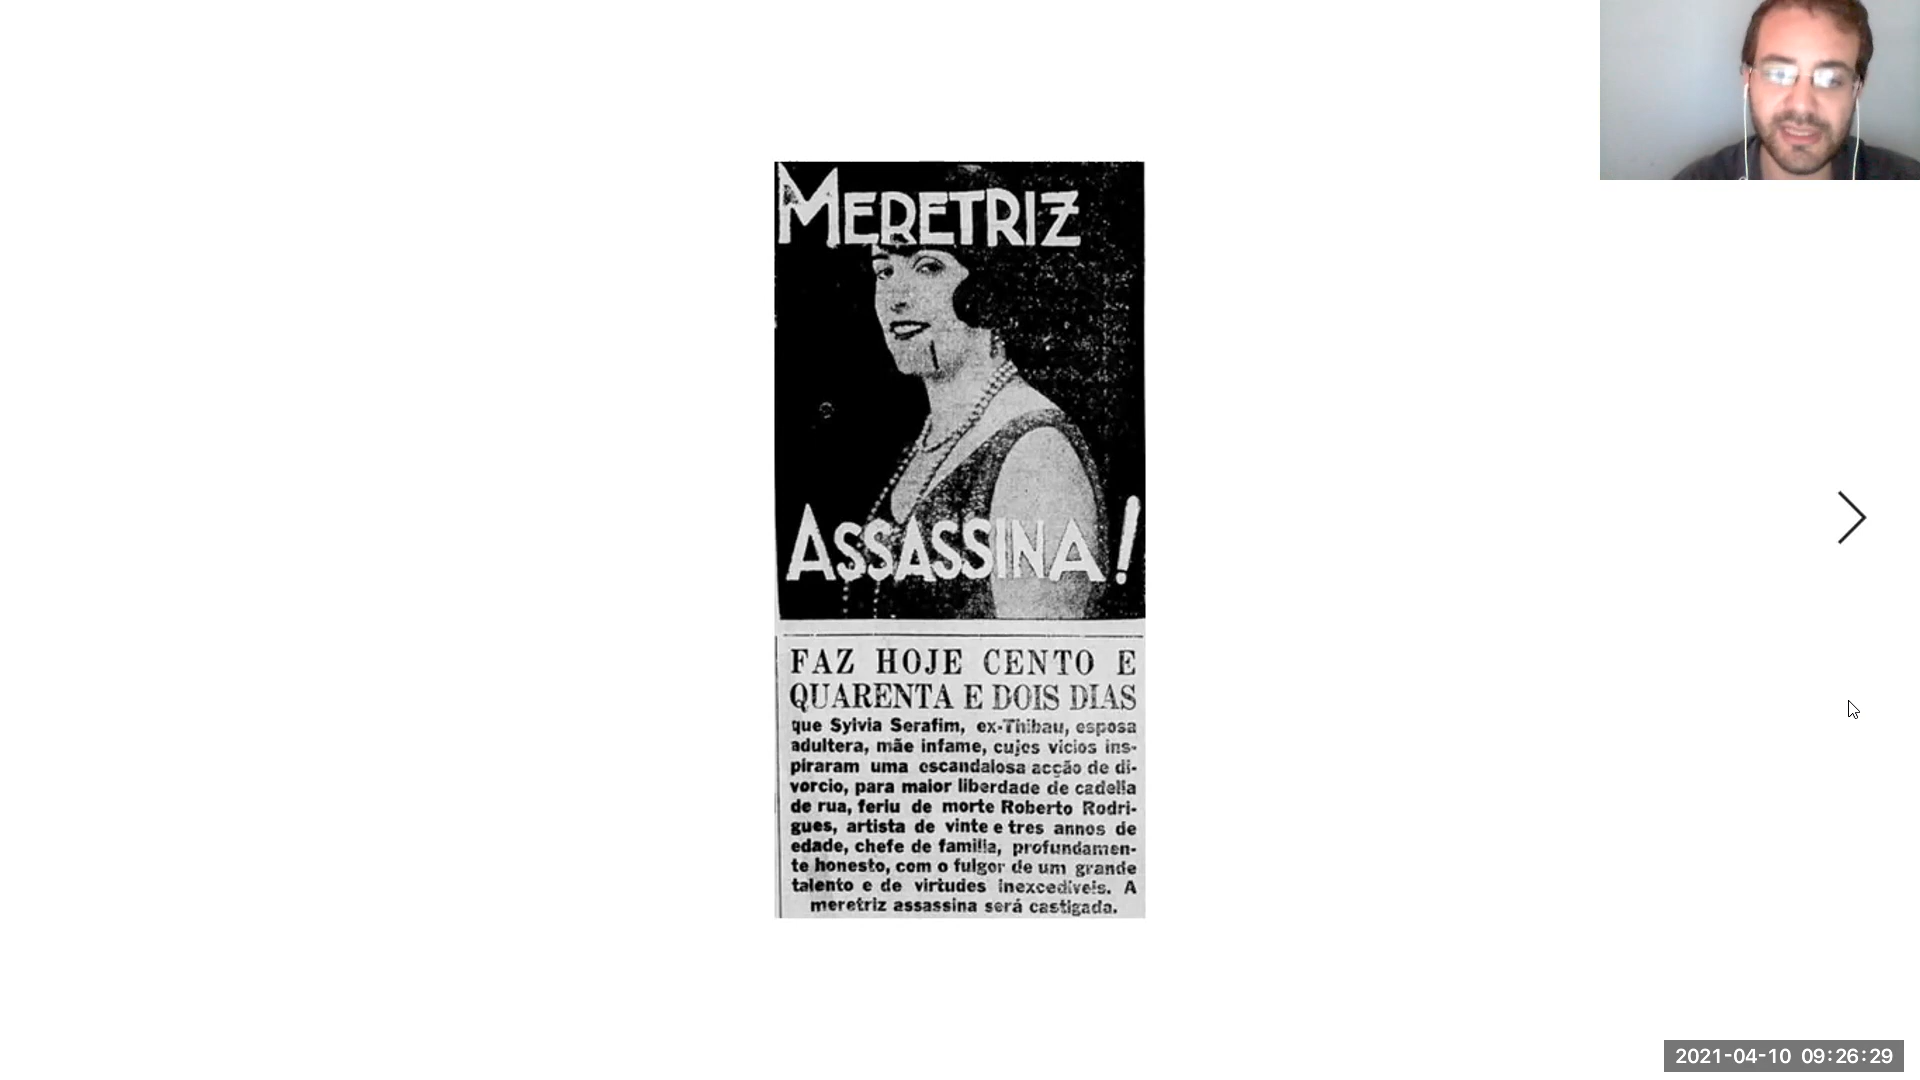 MERETRIZ
ASSASSINA!
FAZ HOJE CENTO E
QUARENTA E DOIS DIAS
que Sylvia Serafim, ex-Thibau, esposa
adultera, mãe infame, cujos vicios ins-
piraram uma escandalosa acção de di-
vorcio, para maior liberdade de cadella
de rua, feriu de morte Roberto Rodri-
gues, artista de vinte e tres annos de
edade, chefe de familia, profundamen-
te honesto, com o fulgor de um grande
talento e de virtudes inexcediveis. A
meretriz assassina será castigada.
2021-04-10 09:26:29